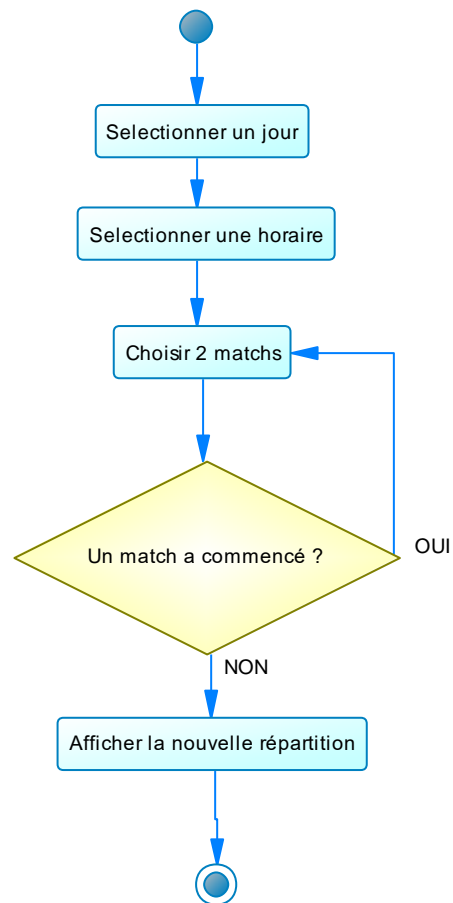 Selectionner un jour
Selectionner une horaire
Choisir 2 matchs
Un match a commencé ?
OUI
NON
Afficher la nouvelle répartition